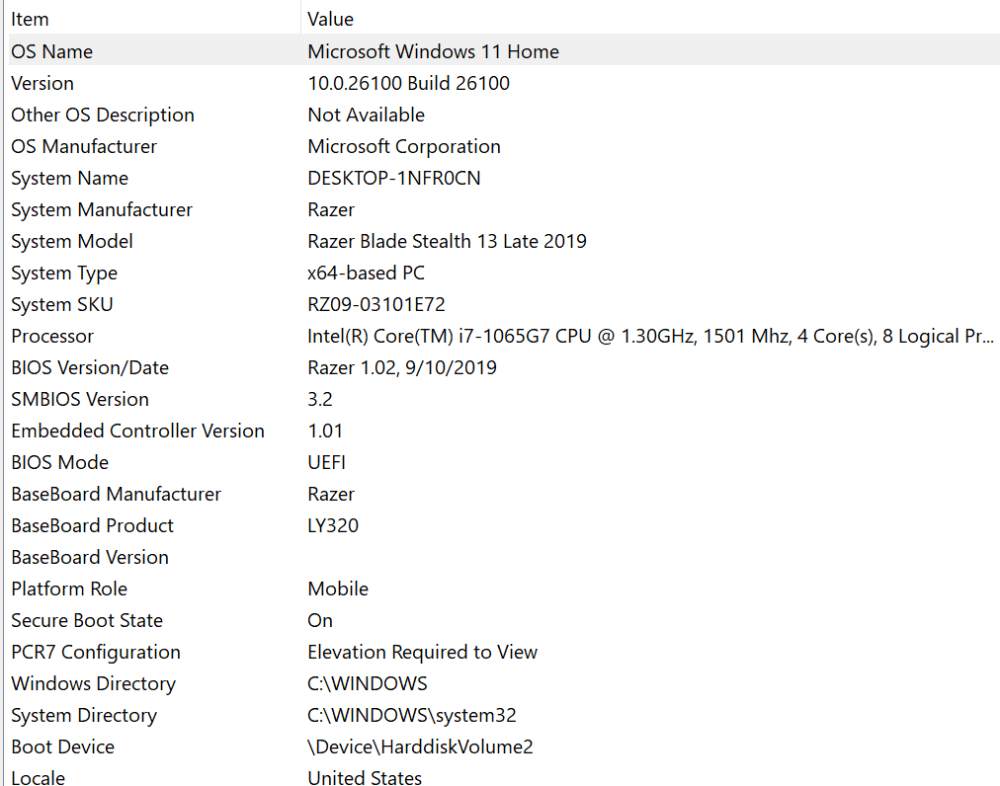 Item Value
OS Name Microsoft Windows 11 Home
Version 10.0.26100 Build 26100
Other OS Description Not Available
OS Manufacturer Microsoft Corporation
System Name DESKTOP-1NFR0CN
System Manufacturer Razer
System Model Razer Blade Stealth 13 Late 2019
System Type x64-based PC
System SKU RZ09-03101E72
Processor Intel(R) Core(TM) i7-1065G7 CPU @ 1.30GHz, 1501 Mhz, 4 Core(s), 8 Logical Pr...
BIOS Version/Date Razer 1.02, 9/10/2019
SMBIOS Version 3.2
Embedded Controller Version 1.01
BIOS Mode UEFI
BaseBoard Manufacturer Razer
BaseBoard Product LY320
BaseBoard Version
Platform Role Mobile
Secure Boot State On
PCR7 Configuration Elevation Required to View
Windows Directory C:\WINDOWS
System Directory C:\WINDOWS\system32
Boot Device \Device\HarddiskVolume2
Locale United States